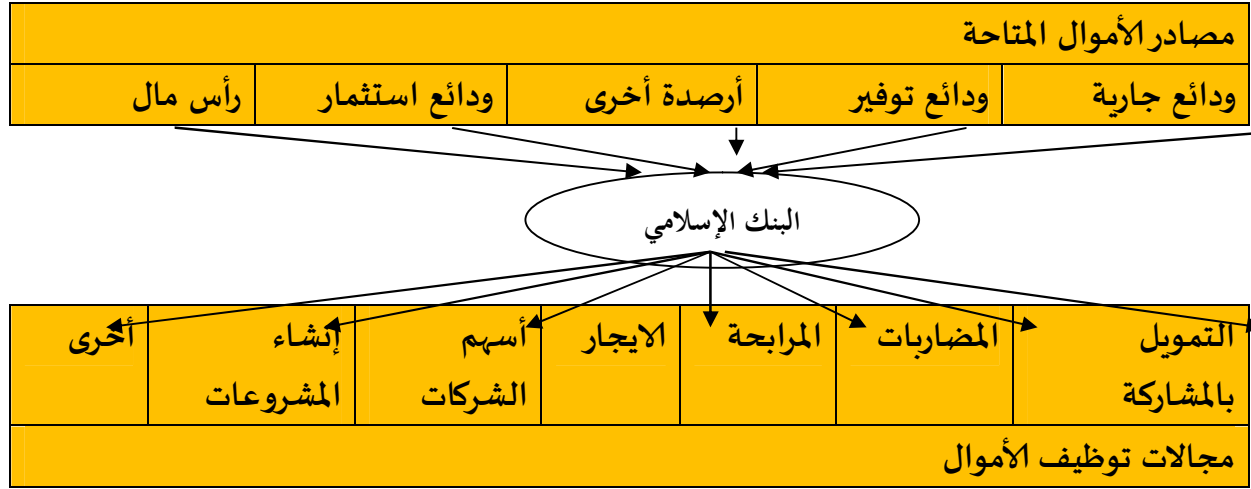 مصادر الأموال المتاحة
ودائع جارية
ودائع توفير
أرصدة أخرى
ودائع استثمار
رأس مال
البنك الإسلامي
التمويل
بالمشاركة
المضاربات
المرابحة
الايجار
أسهم
الشركات
إنشاء
المشروعات
أخرى
مجالات توظيف الأموال